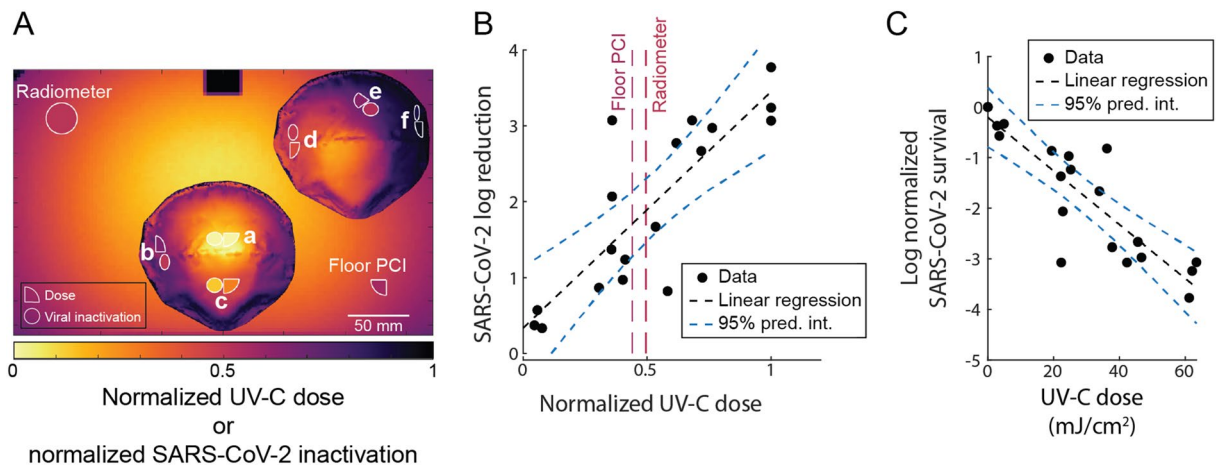 A
Radiometer
e
f
d
a
b
c
Floor PCI
Dose
Viral inactivation
50 mm
0
0.5
1
Normalized UV-C dose
or
normalized SARS-CoV-2 inactivation
B
SARS-CoV-2 log reduction
4
3
2
1
0
Floor PCI
Radiometer
Data
Linear regression
95% pred. int.
0
0.5
1
Normalized UV-C dose
C
Log normalized
SARS-CoV-2 survival
1
0
-1
-2
-3
-4
-5
Data
Linear regression
95% pred. int.
0
20
40
60
UV-C dose
(mJ/cm²)